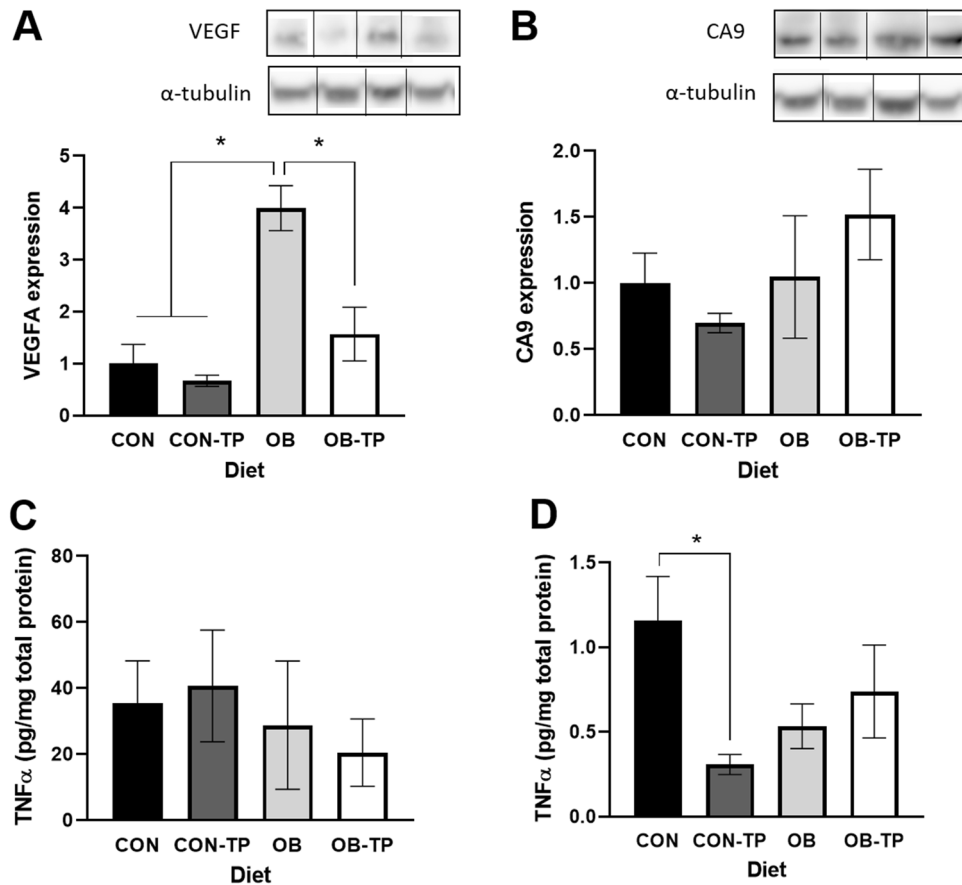 A
VEGF
α-tubulin
* *
VEGFA expression
5
4
3
2
1
0
CON CON-TP OB OB-TP
Diet
B
CA9
α-tubulin
CA9 expression
2.0
1.5
1.0
0.5
0.0
CON CON-TP OB OB-TP
Diet
C
TNFα (pg/mg total protein)
80
60
40
20
0
CON CON-TP OB OB-TP
Diet
D
*
TNFα (pg/mg total protein)
1.5
1.0
0.5
0.0
CON CON-TP OB OB-TP
Diet